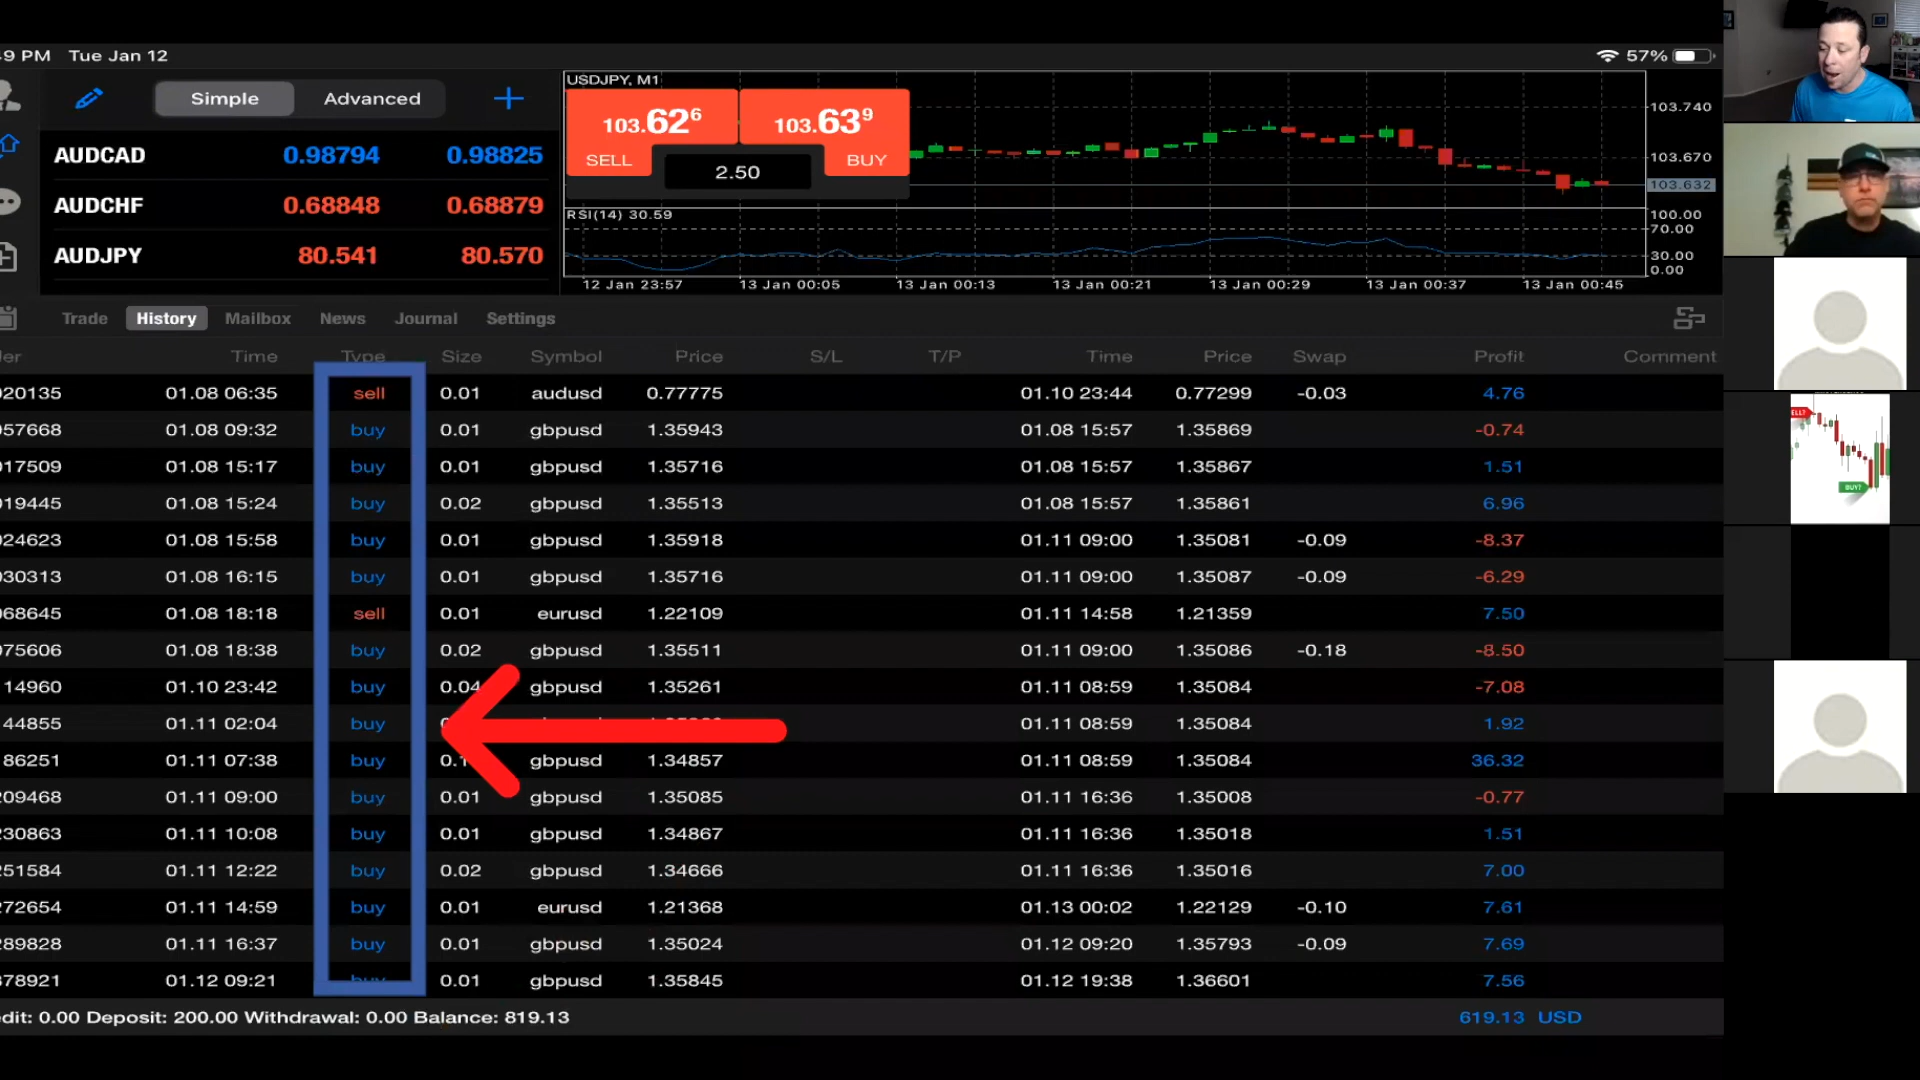 49 PM Tue Jan 12 57%
Simple Advanced
AUDCAD 0.98794 0.98825
AUDCHF 0.68848 0.68879
AUDJPY 80.541 80.570
USDJPY, M1
103.626 SELL
2.50
103.639 BUY
103.740
103.670
103.632
RSI(14) 30.59
100.00
70.00
30.00
0.00
12 Jan 23:57 13 Jan 00:05 13 Jan 00:13 13 Jan 00:21 13 Jan 00:29 13 Jan 00:37 13 Jan 00:45
Trade History Mailbox News Journal Settings
der Time Type Size Symbol Price S/L T/P Time Price Swap Profit Comment
020135 01.08 06:35 sell 0.01 audusd 0.77775 01.10 23:44 0.77299 -0.03 4.76
957668 01.08 09:32 buy 0.01 gbpusd 1.35943 01.08 15:57 1.35869 -0.74
017509 01.08 15:17 buy 0.01 gbpusd 1.35716 01.08 15:57 1.35867 1.51
019445 01.08 15:24 buy 0.02 gbpusd 1.35513 01.08 15:57 1.35861 6.96
024623 01.08 15:58 buy 0.01 gbpusd 1.35918 01.11 09:00 1.35081 -0.09 -8.37
030313 01.08 16:15 buy 0.01 gbpusd 1.35716 01.11 09:00 1.35087 -0.09 -6.29
068645 01.08 18:18 sell 0.01 eurusd 1.22109 01.11 14:58 1.21359 7.50
075606 01.08 18:38 buy 0.02 gbpusd 1.35511 01.11 09:00 1.35086 -0.18 -8.50
14960 01.10 23:42 buy 0.04 gbpusd 1.35261 01.11 08:59 1.35084 -7.08
44855 01.11 02:04 buy 01.11 08:59 1.35084 1.92
86251 01.11 07:38 buy gbpusd 1.34857 01.11 08:59 1.35084 36.32
209468 01.11 09:00 buy 0.01 gbpusd 1.35085 01.11 16:36 1.35008 -0.77
230863 01.11 10:08 buy 0.01 gbpusd 1.34867 01.11 16:36 1.35018 1.51
251584 01.11 12:22 buy 0.02 gbpusd 1.34666 01.11 16:36 1.35016 7.00
272654 01.11 14:59 buy 0.01 eurusd 1.21368 01.13 00:02 1.22129 -0.10 7.61
289828 01.11 16:37 buy 0.01 gbpusd 1.35024 01.12 09:20 1.35793 -0.09 7.69
378921 01.12 09:21 buy 0.01 gbpusd 1.35845 01.12 19:38 1.36601 7.56
edit: 0.00 Deposit: 200.00 Withdrawal: 0.00 Balance: 819.13 619.13 USD
SELL?
BUY?